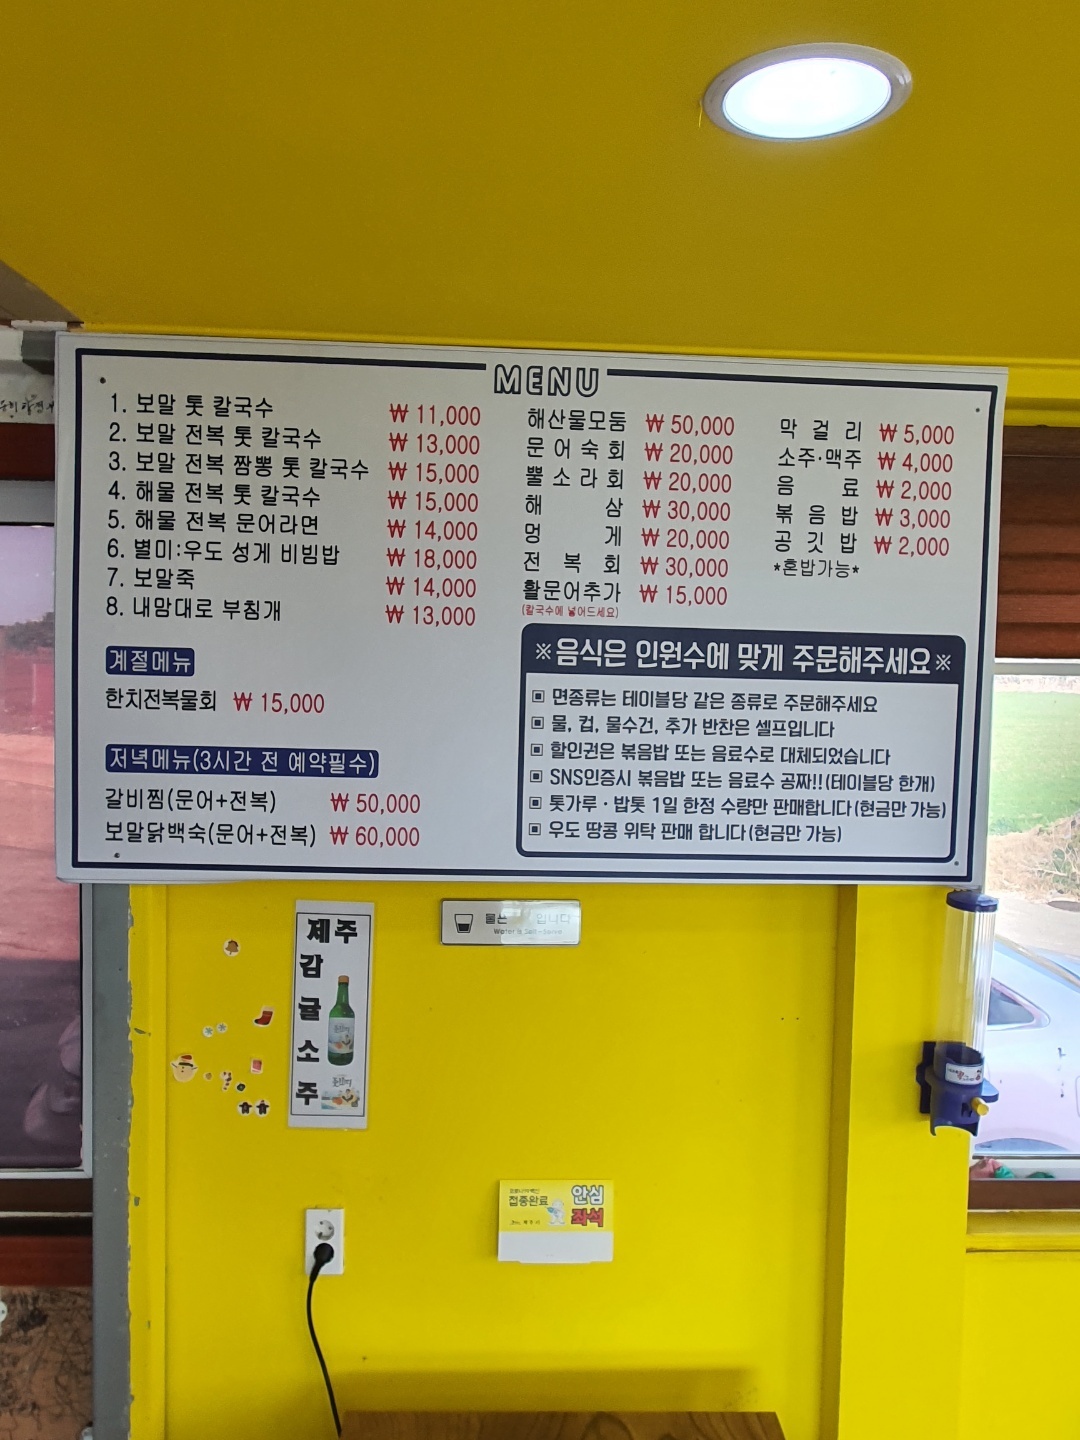 MENU
1. 보말 톳 칼국수 ₩ 11,000
2. 보말 전복 톳 칼국수 ₩ 13,000
3. 보말 전복 짬뽕 톳 칼국수 ₩ 15,000
4. 해물 전복 톳 칼국수 ₩ 15,000
5. 해물 전복 문어라면 ₩ 14,000
6. 별미:우도 성게 비빔밥 ₩ 18,000
7. 보말죽 ₩ 14,000
8. 내맘대로 부침개 ₩ 13,000
계절메뉴
한치전복물회 ₩ 15,000
저녁메뉴(3시간 전 예약필수)
갈비찜(문어+전복) ₩ 50,000
보말닭백숙(문어+전복) ₩ 60,000
해산물모둠 ₩ 50,000
문어숙회 ₩ 20,000
뿔소라회 ₩ 20,000
해삼 ₩ 30,000
멍게 ₩ 20,000
전복회 ₩ 30,000
활문어추가 ₩ 15,000
(칼국수에 넣어드세요)
막걸리 ₩ 5,000
소주·맥주 ₩ 4,000
음료 ₩ 2,000
볶음밥 ₩ 3,000
공깃밥 ₩ 2,000
*혼밥가능*
※음식은 인원수에 맞게 주문해주세요※
▣ 면종류는 테이블당 같은 종류로 주문해주세요
▣ 물, 컵, 물수건, 추가 반찬은 셀프입니다
▣ 할인권은 볶음밥 또는 음료수로 대체되었습니다
▣ SNS인증시 볶음밥 또는 음료수 공짜!!(테이블당 한개)
▣ 톳가루·밥톳 1일 한정 수량만 판매합니다(현금만 가능)
▣ 우도 땅콩 위탁 판매 합니다(현금만 가능)
물은 입니다
Water is Self-Serve
제주
감
귤
소
주
접종완료
안심
좌석